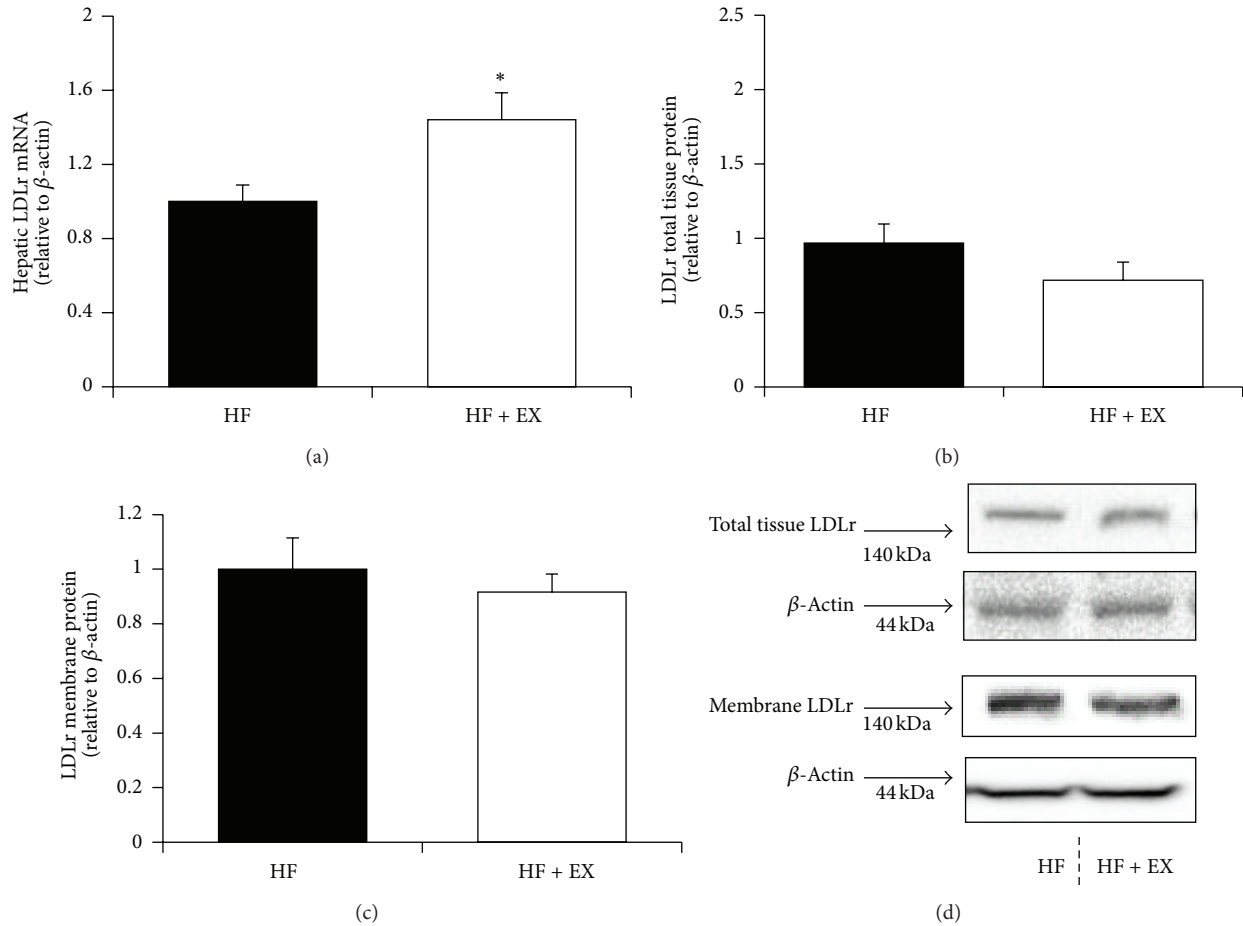 2
1.6
1.2
0.8
0.4
0
Hepatic LDLr mRNA
(relative to β-actin)
*
HF
HF + EX
(a)
2.5
2
1.5
1
0.5
0
LDLr total tissue protein
(relative to β-actin)
HF
HF + EX
(b)
1.2
1
0.8
0.6
0.4
0.2
0
LDLr membrane protein
(relative to β-actin)
HF
HF + EX
(c)
Total tissue LDLr
140 kDa
β-Actin
44 kDa
Membrane LDLr
140 kDa
β-Actin
44 kDa
HF
HF + EX
(d)